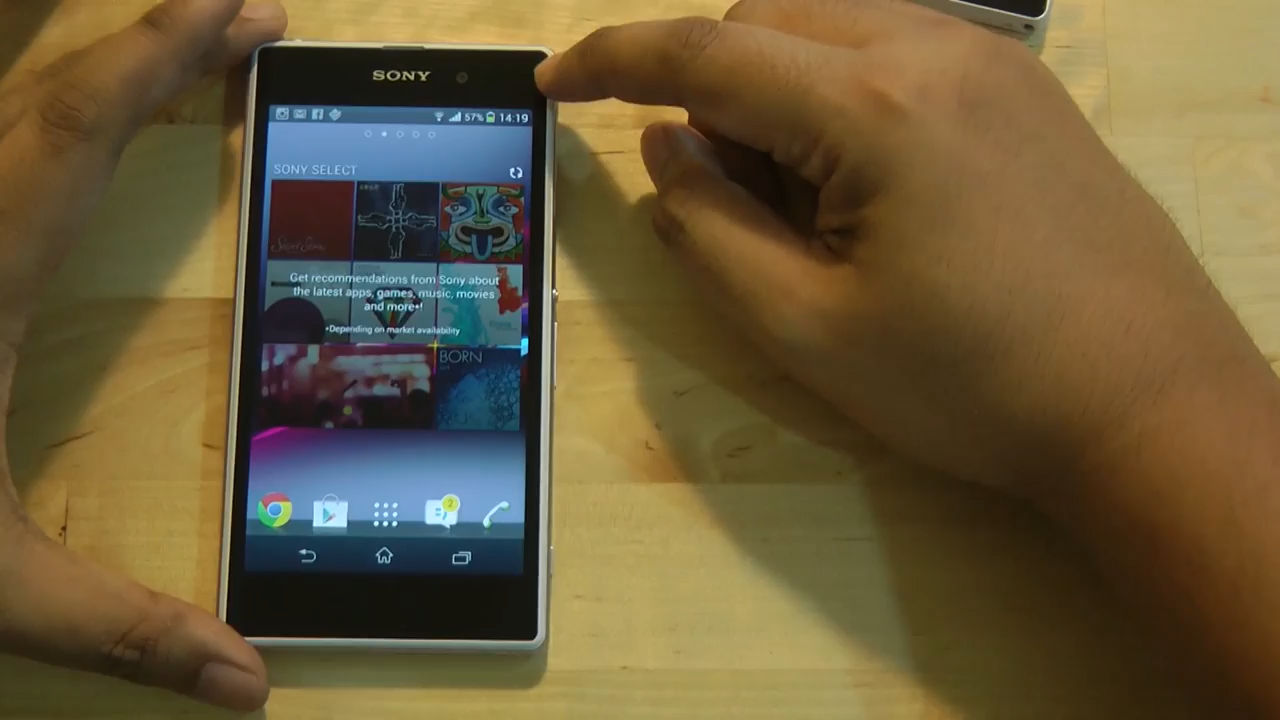 SONY
57% 14:19
SONY SELECT
Get recommendations from Sony about
the latest apps, games, music, movies
and more*!
*Depending on market availability
BORN
2